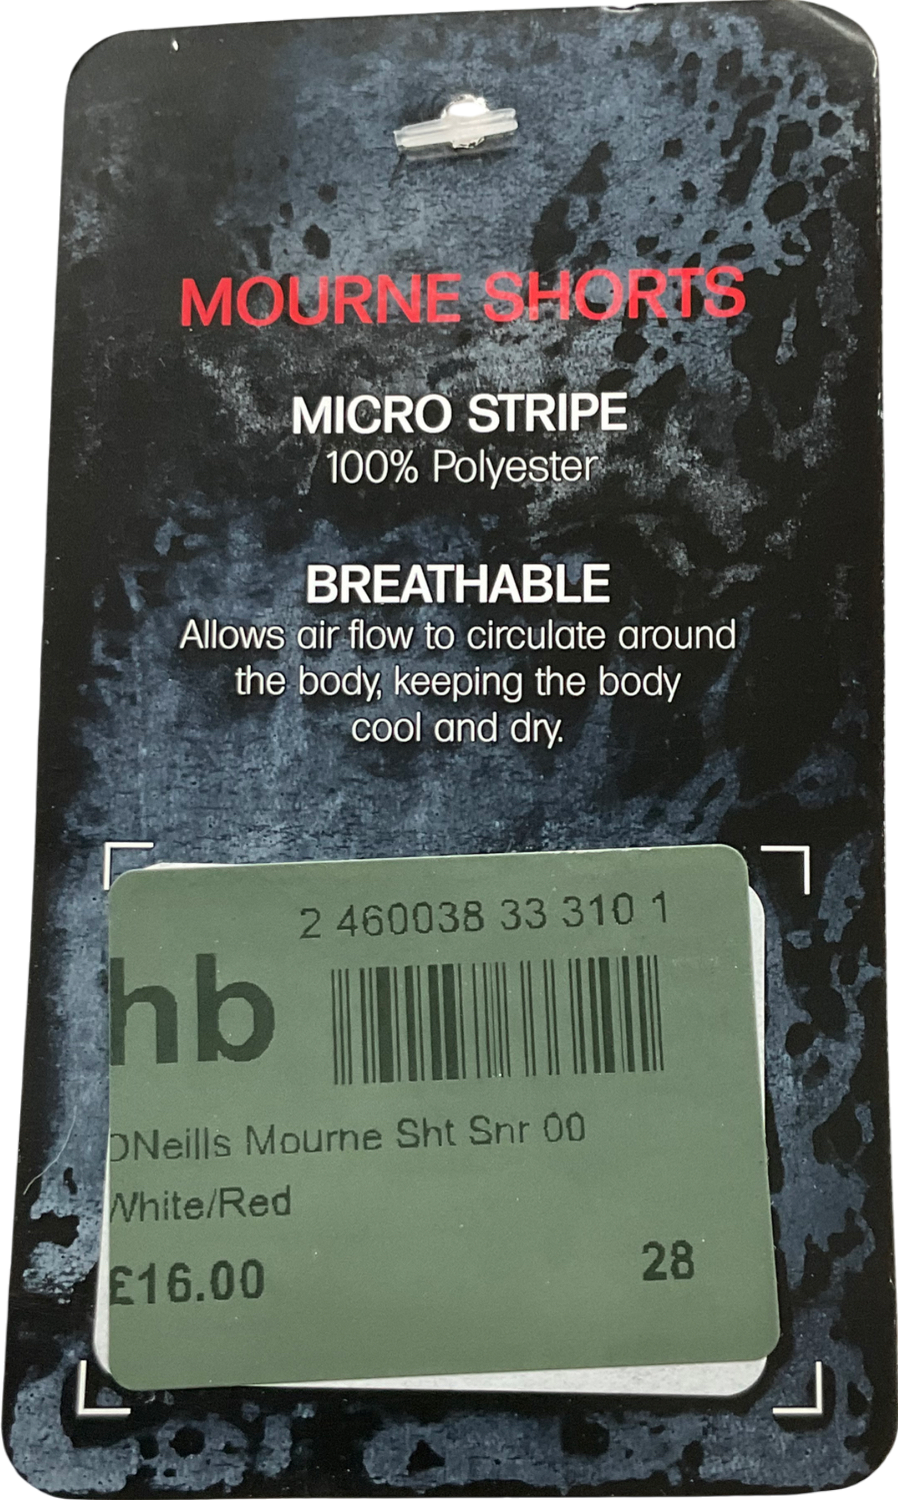 MOURNE SHORTS
MICRO STRIPE
100% Polyester
BREATHABLE
Allows air flow to circulate around
the body, keeping the body
cool and dry.
2 460038 33 310 1
hb
ONeills Mourne Sht Snr 00
White/Red
£16.00 28